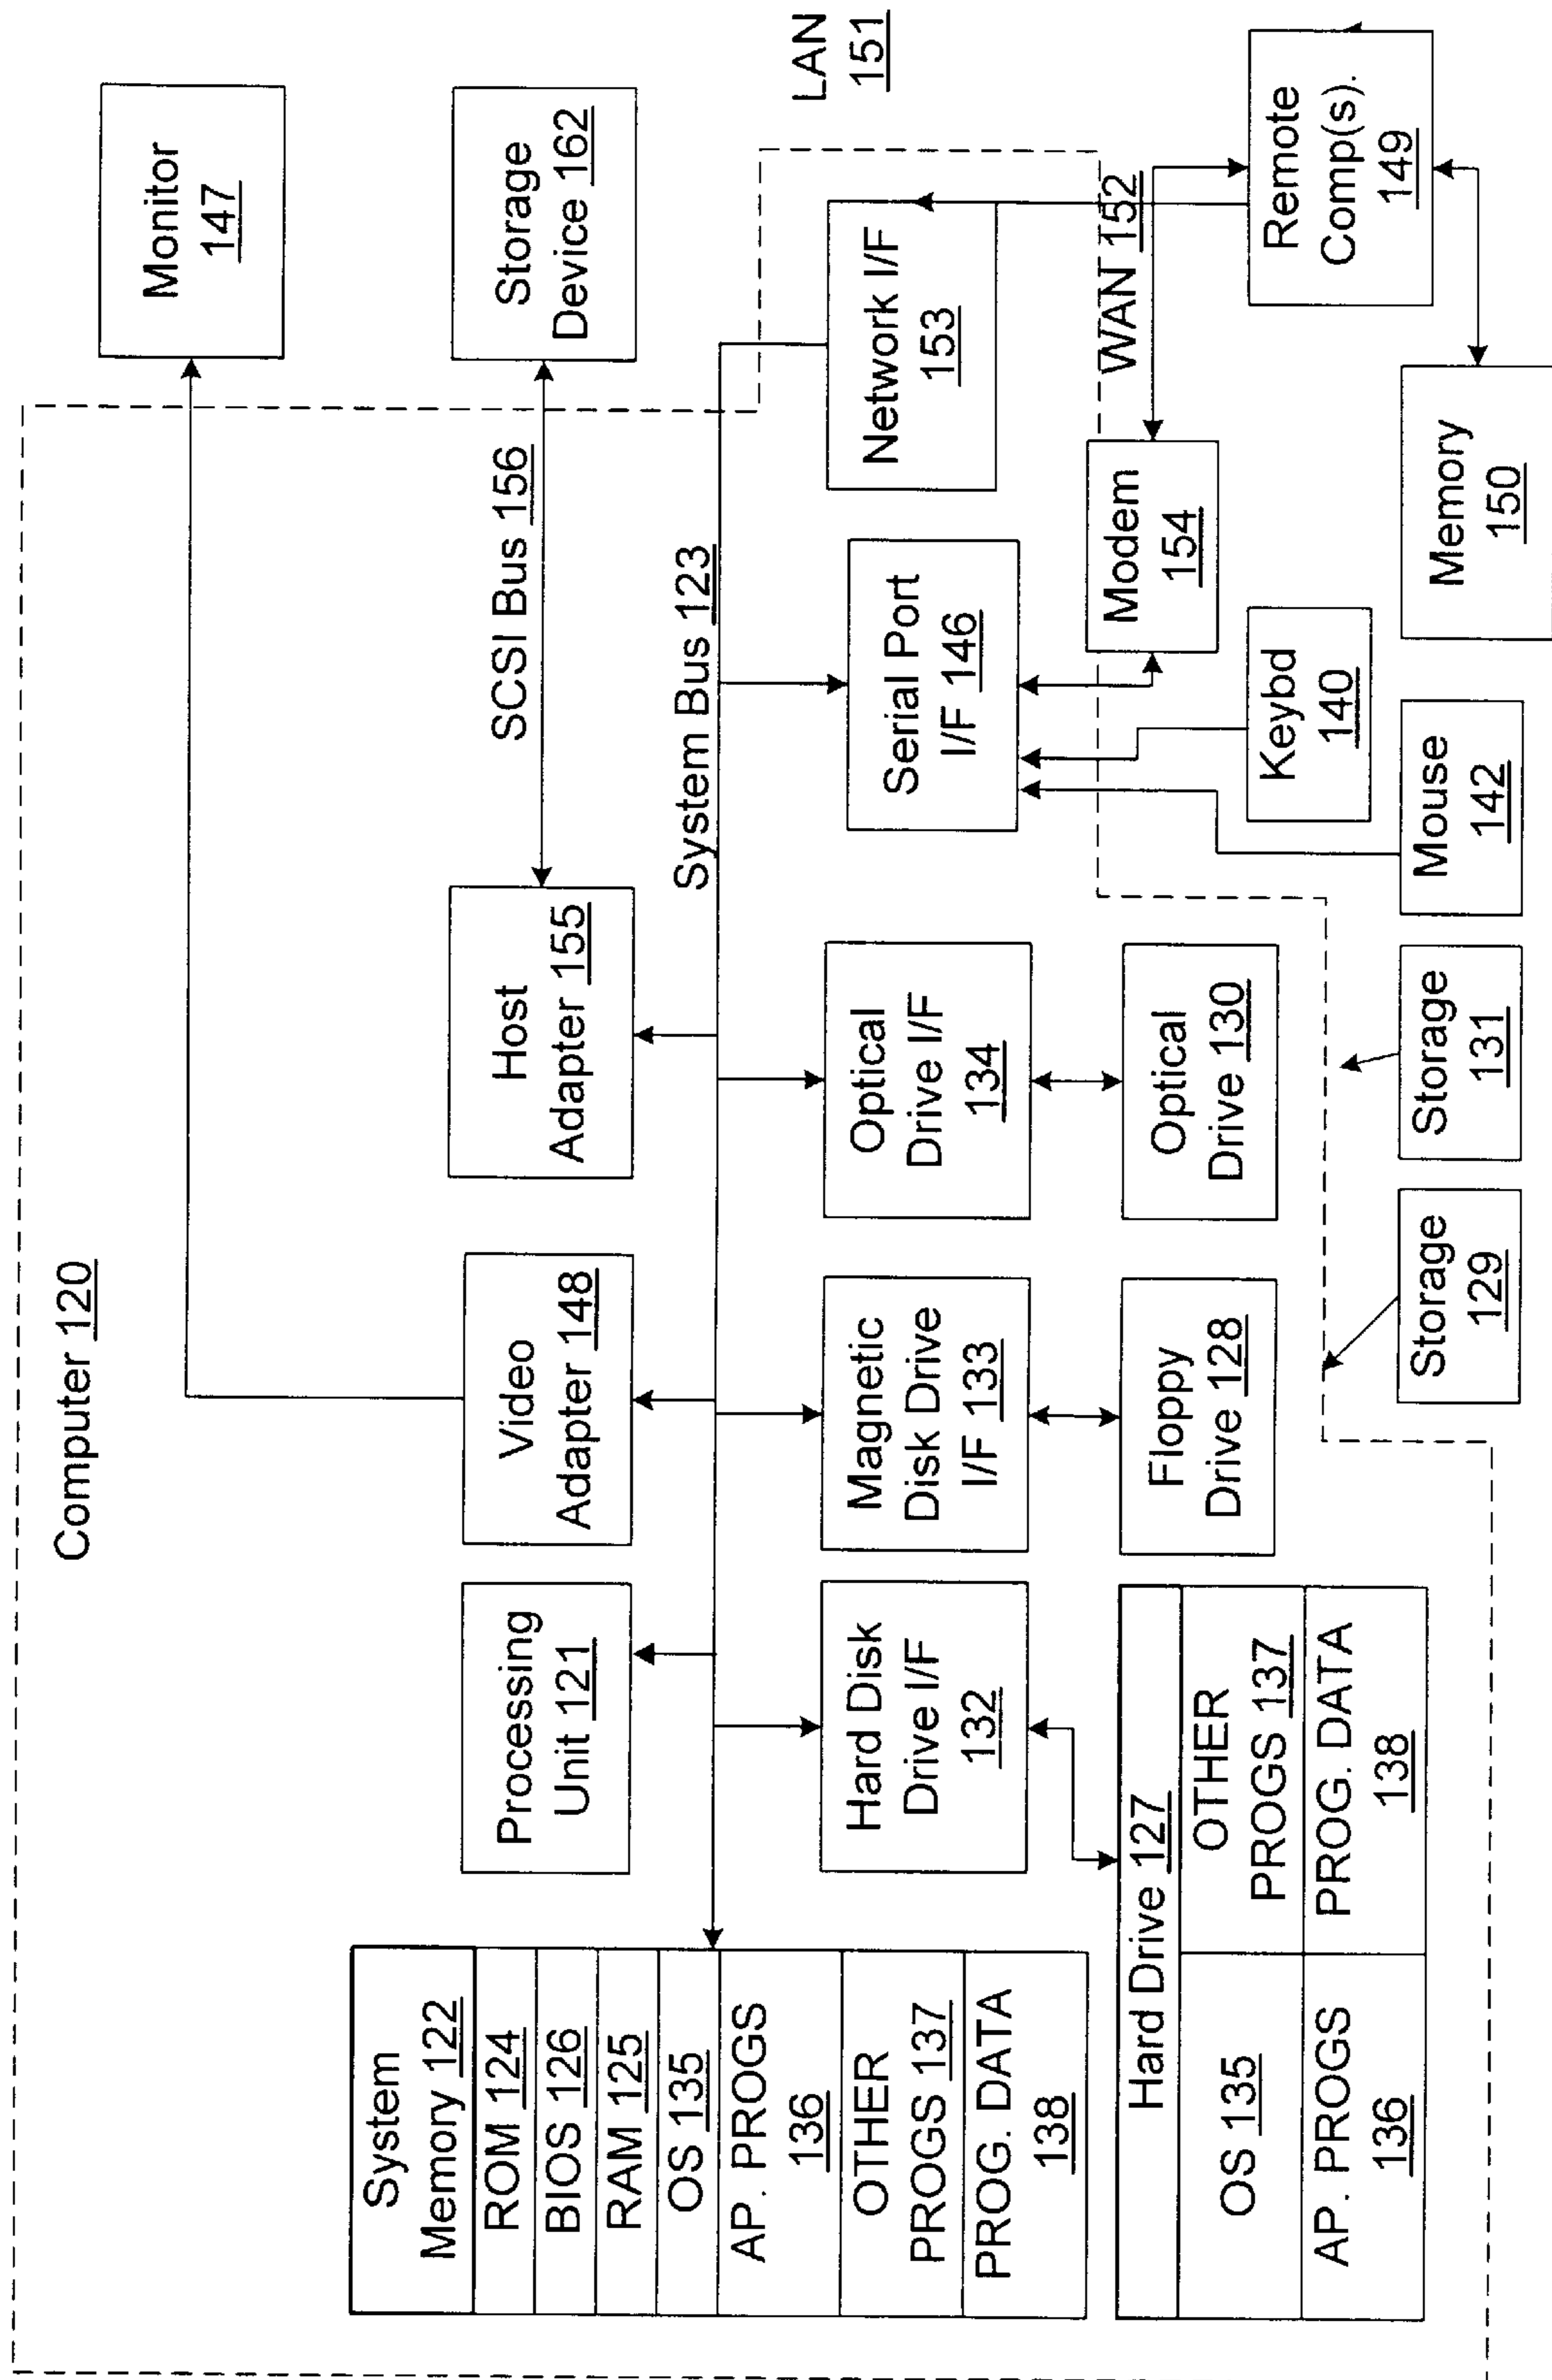 Computer 120
Monitor
147
System
Memory 122
ROM 124
BIOS 126
RAM 125
OS 135
AP. PROGS
136
OTHER
PROGS 137
PROG. DATA
138
Processing
Unit 121
Video
Adapter 148
Host
Adapter 155
SCSI Bus 156
Storage
Device 162
System Bus 123
LAN
151
Hard Disk
Drive I/F
132
Magnetic
Disk Drive
I/F 133
Optical
Drive I/F
134
Serial Port
I/F 146
Network I/F
153
WAN 152
Hard Drive 127
OS 135
OTHER
PROGS 137
AP. PROGS
136
PROG. DATA
138
Floppy
Drive 128
Optical
Drive 130
Modem
154
Keybd
140
Remote
Comp(s).
149
Storage
129
Storage
131
Mouse
142
Memory
150